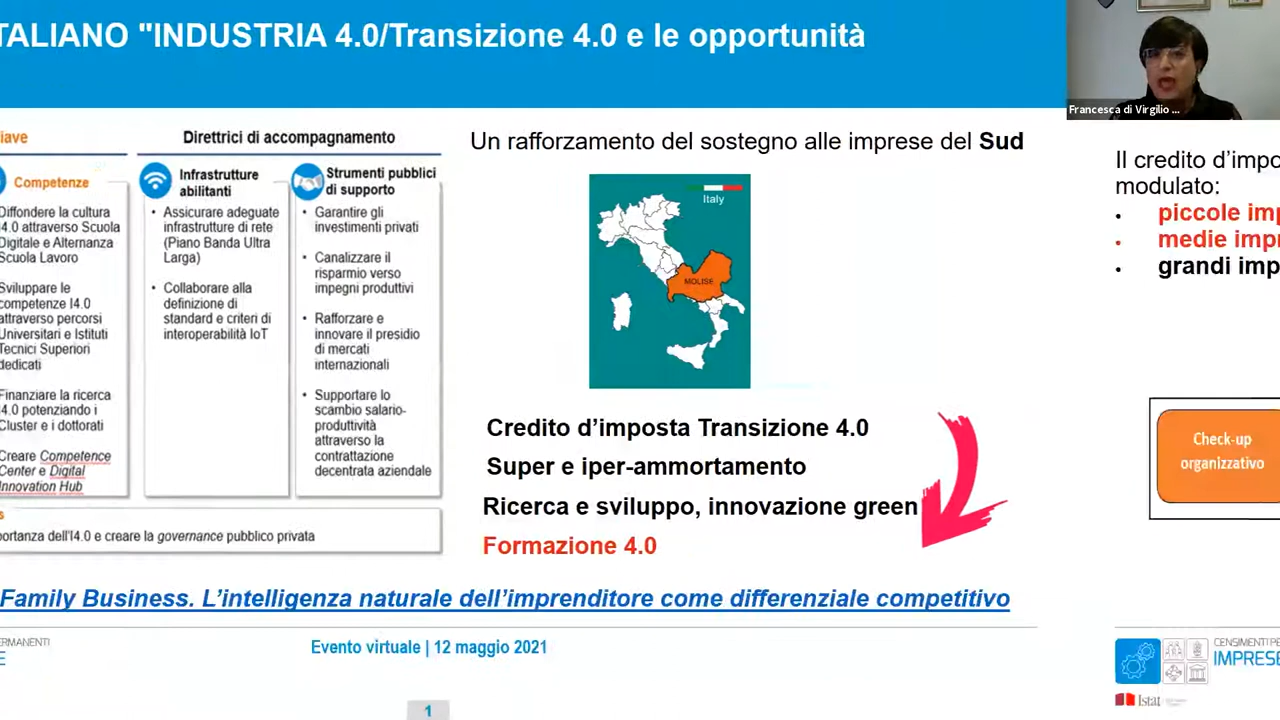 TALIANO "INDUSTRIA 4.0/Transizione 4.0 e le opportunità
Francesca di Virgilio ...
iave
Direttrici di accompagnamento
Competenze
Diffondere la cultura
I4.0 attraverso Scuola
Digitale e Alternanza
Scuola Lavoro
Sviluppare le
competenze I4.0
attraverso percorsi
Universitari e Istituti
Tecnici Superiori
dedicati
Finanziare la ricerca
I4.0 potenziando i
Cluster e i dottorati
Creare Competence
Center e Digital
Innovation Hub
Infrastrutture
abilitanti
• Assicurare adeguate
infrastrutture di rete
(Piano Banda Ultra
Larga)
• Collaborare alla
definizione di
standard e criteri di
interoperabilità IoT
Strumenti pubblici
di supporto
• Garantire gli
investimenti privati
• Canalizzare il
risparmio verso
impegni produttivi
• Rafforzare e
innovare il presidio
di mercati
internazionali
• Supportare lo
scambio salario-
produttività
attraverso la
contrattazione
decentrata aziendale
s
portanza dell'I4.0 e creare la governance pubblico privata
Un rafforzamento del sostegno alle imprese del Sud
Italy
MOLISE
Credito d'imposta Transizione 4.0
Super e iper-ammortamento
Ricerca e sviluppo, innovazione green
Formazione 4.0
Family Business. L'intelligenza naturale dell'imprenditore come differenziale competitivo
ERMANENTI
E
Evento virtuale | 12 maggio 2021
1
Il credito d'impo
modulato:
• piccole imp
• medie impr
• grandi imp
Check-up
organizzativo
CENSIMENTI PE
IMPRESE
Istat